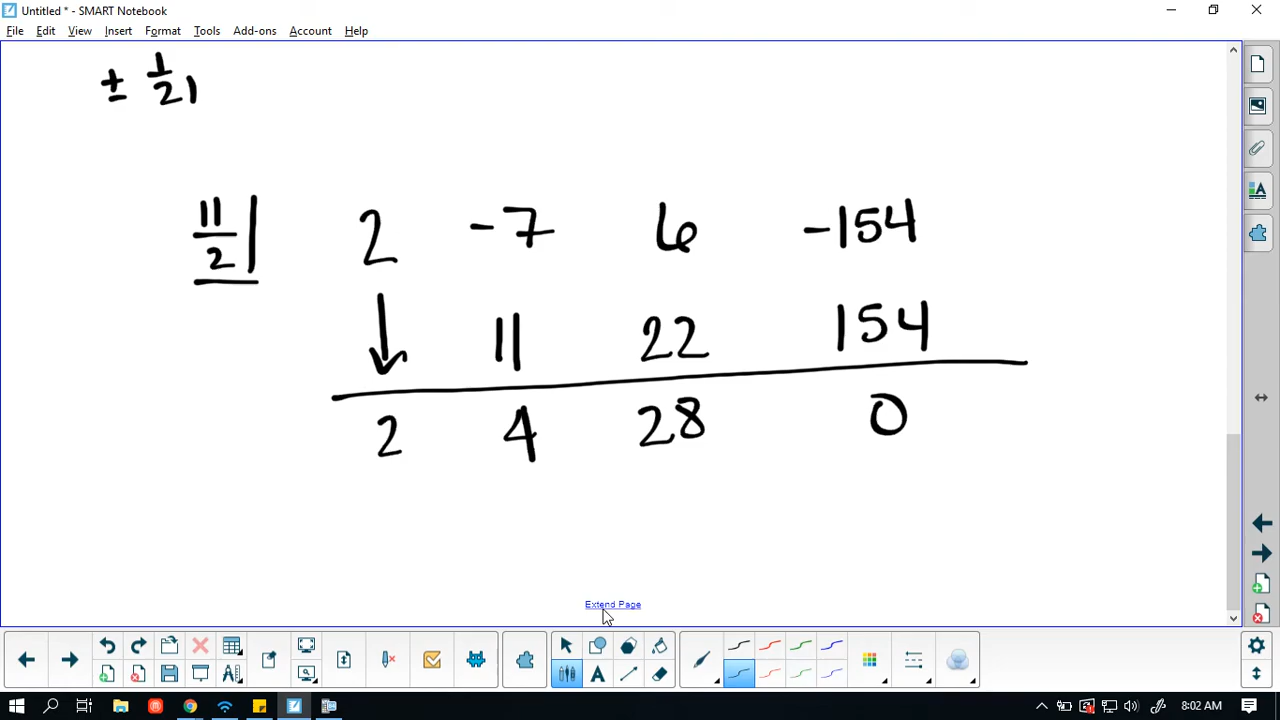 Untitled * - SMART Notebook
File Edit View Insert Format Tools Add-ons Account Help
± 1/21
11/2 | 2 -7 6 -154
↓ 11 22 154
2 4 28 0
Extend Page
A
8:02 AM